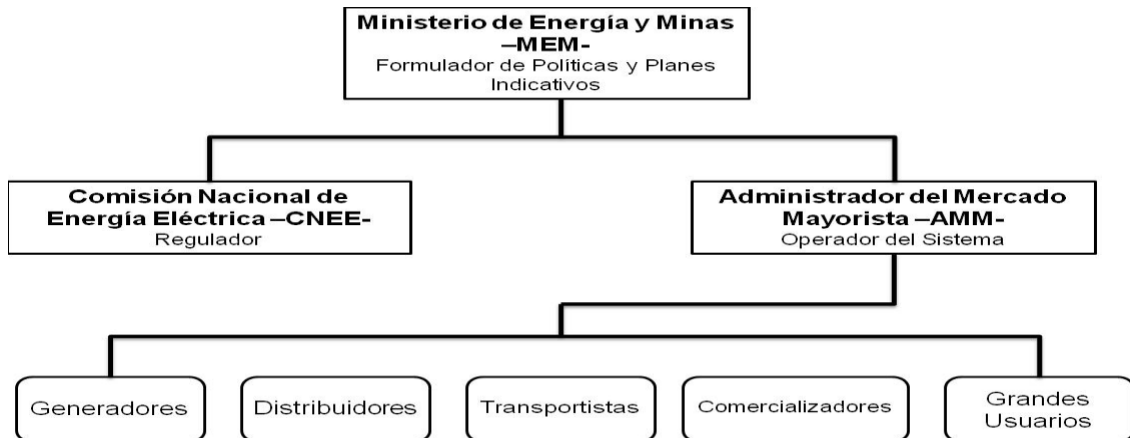 Ministerio de Energía y Minas
–MEM-
Formulador de Políticas y Planes
Indicativos
Comisión Nacional de
Energía Eléctrica –CNEE-
Regulador
Administrador del Mercado
Mayorista –AMM-
Operador del Sistema
Generadores
Distribuidores
Transportistas
Comercializadores
Grandes
Usuarios